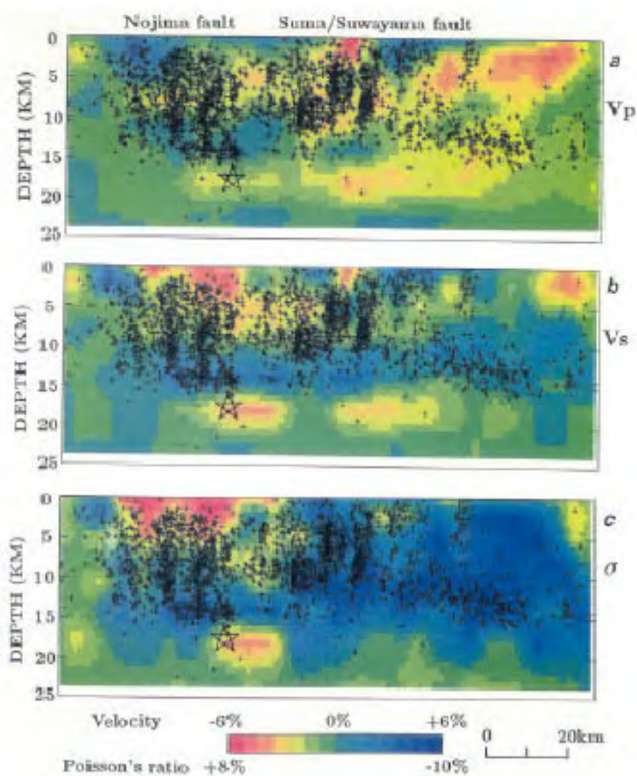 Nojima fault Suma/Suwayama fault
0
5
10
15
20
25
DEPTH (KM)
a
Vp
0
5
10
15
20
25
DEPTH (KM)
b
Vs
0
5
10
15
20
25
DEPTH (KM)
c
σ
Velocity -6% 0% +6%
0 20km
Poisson's ratio +8% -10%